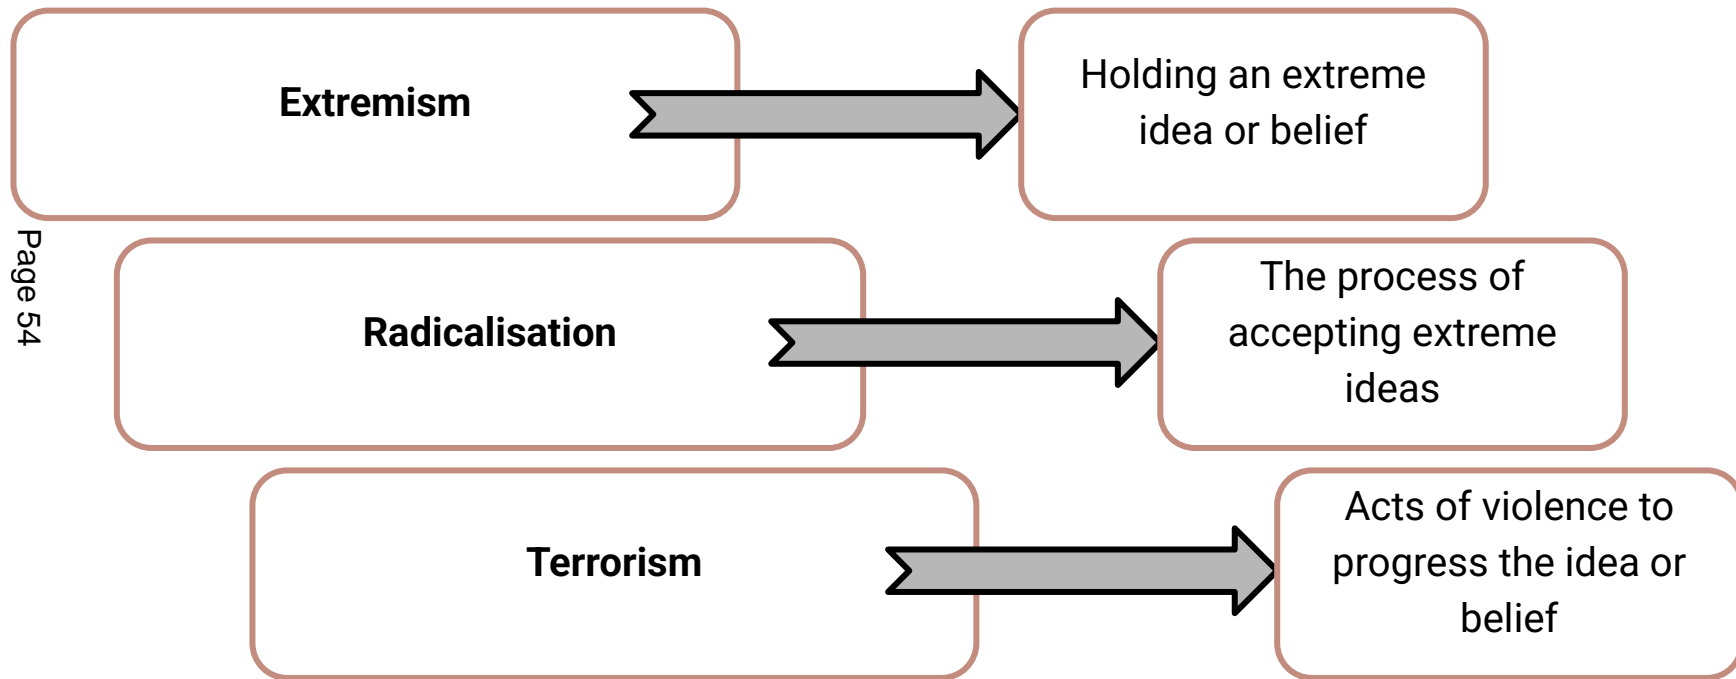 Extremism
Holding an extreme
idea or belief
Page 54
Radicalisation
The process of
accepting extreme
ideas
Terrorism
Acts of violence to
progress the idea or
belief